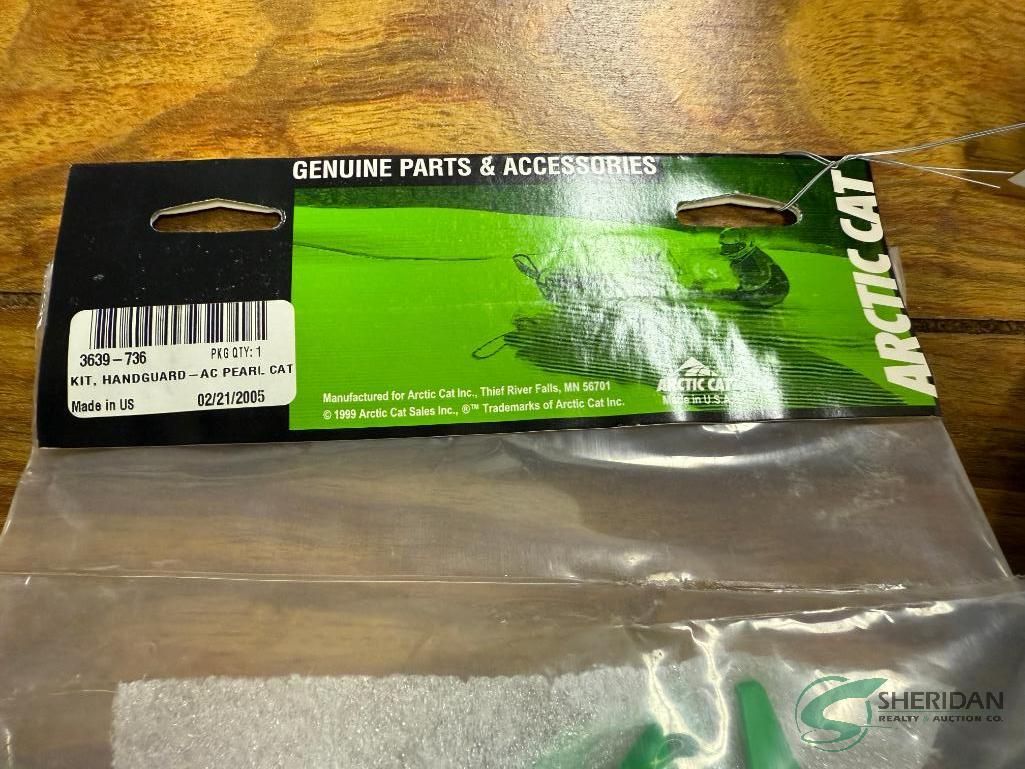 GENUINE PARTS & ACCESSORIES
ARCTIC CAT
3639-736 PKG QTY: 1
KIT, HANDGUARD-AC PEARL CAT
Made in US 02/21/2005
Manufactured for Arctic Cat Inc., Thief River Falls, MN 56701
© 1999 Arctic Cat Sales Inc., ®™ Trademarks of Arctic Cat Inc.
ARCTIC CAT
Made in U.S.A.
SHERIDAN
REALTY & AUCTION CO.